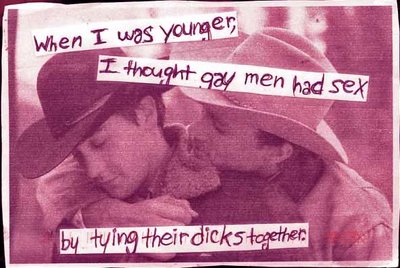 When I was younger,
I thought gay men had sex
by tying their dicks together.